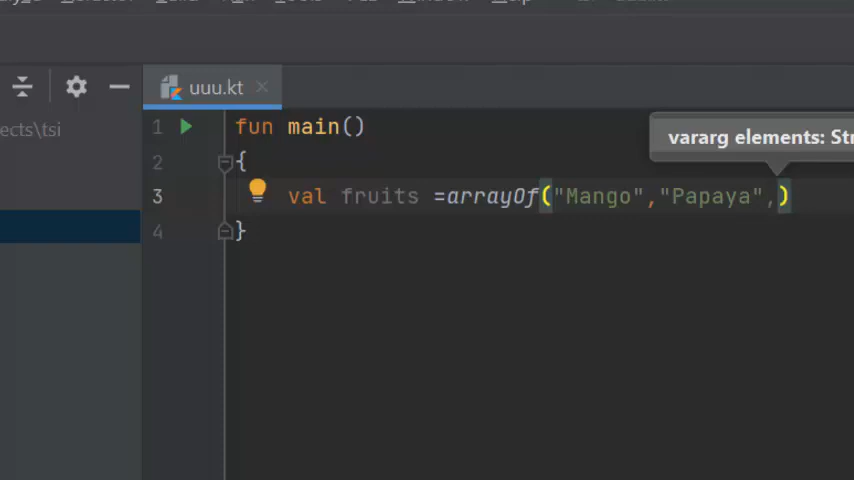 uuu.kt
ects\tsi
1 fun main()
vararg elements: Str
2 {
3 val fruits =arrayOf("Mango","Papaya",)
4 }